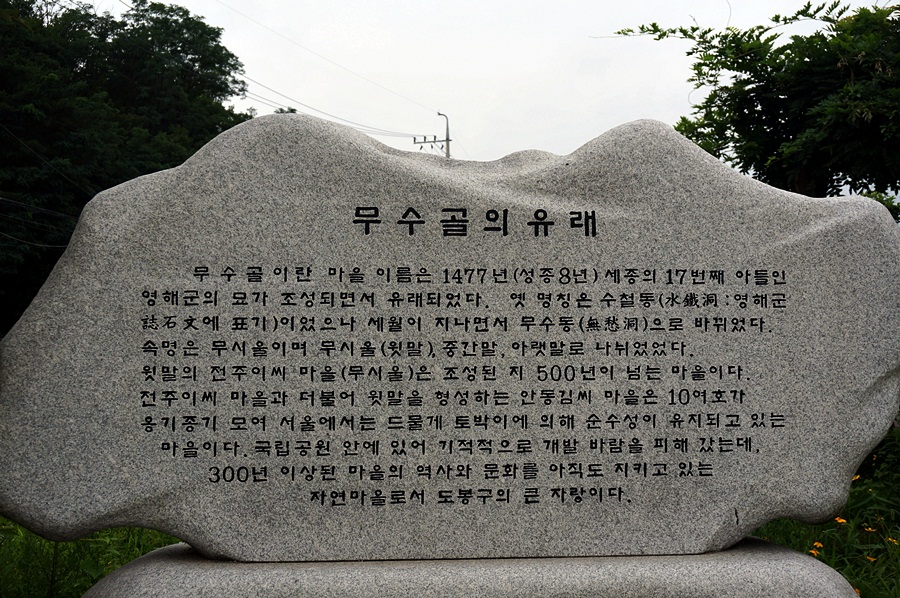 무수골의유래
무수골이란 마을 이름은 1477년(성종8년) 세종의 17번째 아들인
영해군의 묘가 조성되면서 유래되었다. 옛 명칭은 수철동(水鐵洞:영해군
誌石文에 표기)이었으나 세월이 지나면서 무수동(無愁洞)으로 바뀌었다.
속명은 무시울이며 무시울(윗말), 중간말, 아랫말로 나뉘었었다.
윗말의 전주이씨 마을(무시울)은 조성된 지 500년이 넘는 마을이다.
전주이씨 마을과 더불어 윗말을 형성하는 안동김씨 마을은 10여호가
옹기종기 모여 서울에서는 드물게 토박이에 의해 순수성이 유지되고 있는
마을이다. 국립공원 안에 있어 기적적으로 개발 바람을 피해 갔는데,
300년 이상된 마을의 역사와 문화를 아직도 지키고 있는
자연마을로서 도봉구의 큰 자랑이다.